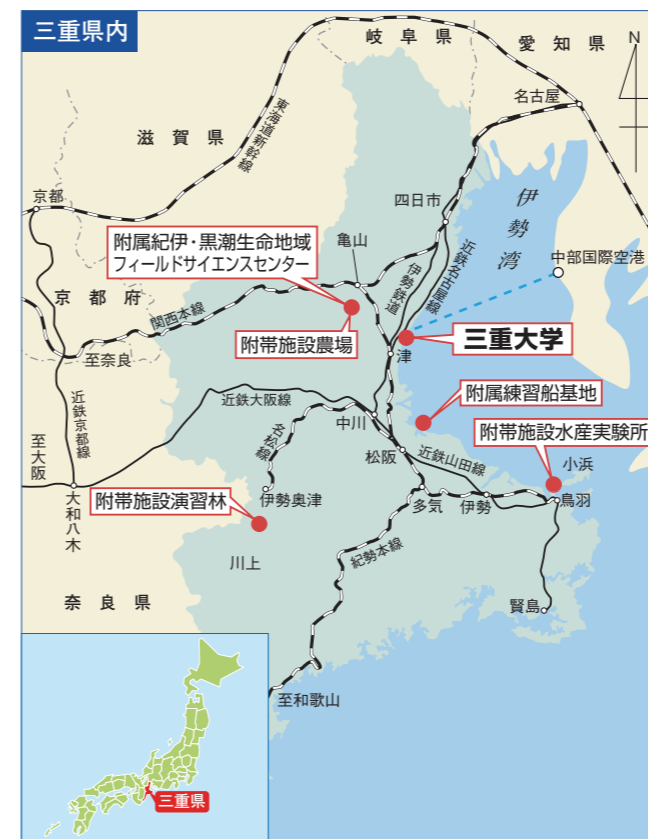 三重県内
岐阜県
愛知県
N
名古屋
滋賀県
東海道新幹線
京都
四日市
伊勢湾
附属紀伊・黒潮生命地域
フィールドサイエンスセンター
亀山
近鉄名古屋線
伊勢鉄道
中部国際空港
京都府
関西本線
附帯施設農場
三重大学
津
至奈良
近鉄京都線
近鉄大阪線
附属練習船基地
中川
名松線
附帯施設水産実験所
松阪
近鉄山田線
小浜
至大阪
大和八木
附帯施設演習林
伊勢奥津
多気
伊勢
鳥羽
川上
紀勢本線
奈良県
賢島
至和歌山
三重県